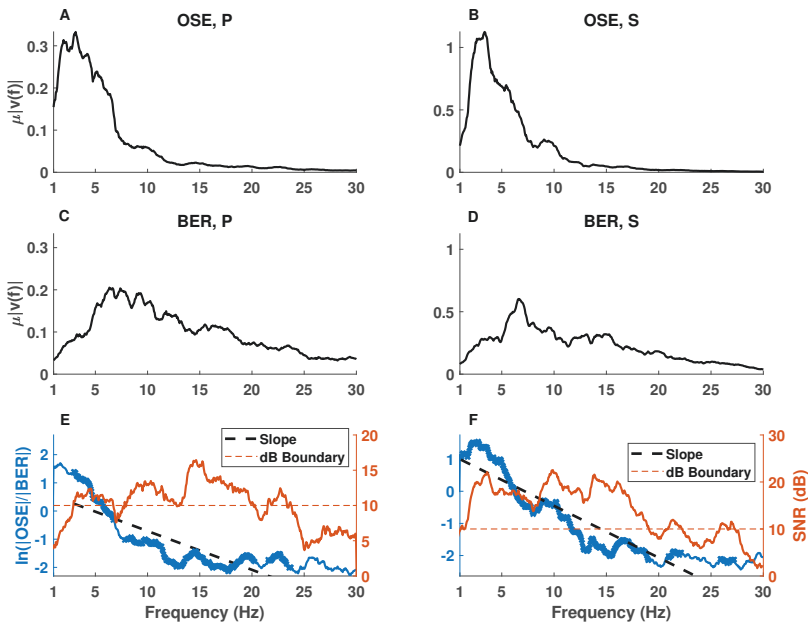 A
OSE, P
μ|v(f)|
0.3
0.2
0.1
0
1 5 10 15 20 25 30
B
OSE, S
1
0.5
0
1 5 10 15 20 25 30
C
BER, P
μ|v(f)|
0.3
0.2
0.1
0
1 5 10 15 20 25 30
D
BER, S
1
0.5
0
1 5 10 15 20 25 30
E
ln(|OSE|/|BER|)
2
1
0
-1
-2
Slope
dB Boundary
20
15
10
5
0
1 5 10 15 20 25 30
Frequency (Hz)
F
1
0
-1
-2
Slope
dB Boundary
30
20
10
0
SNR (dB)
1 5 10 15 20 25 30
Frequency (Hz)